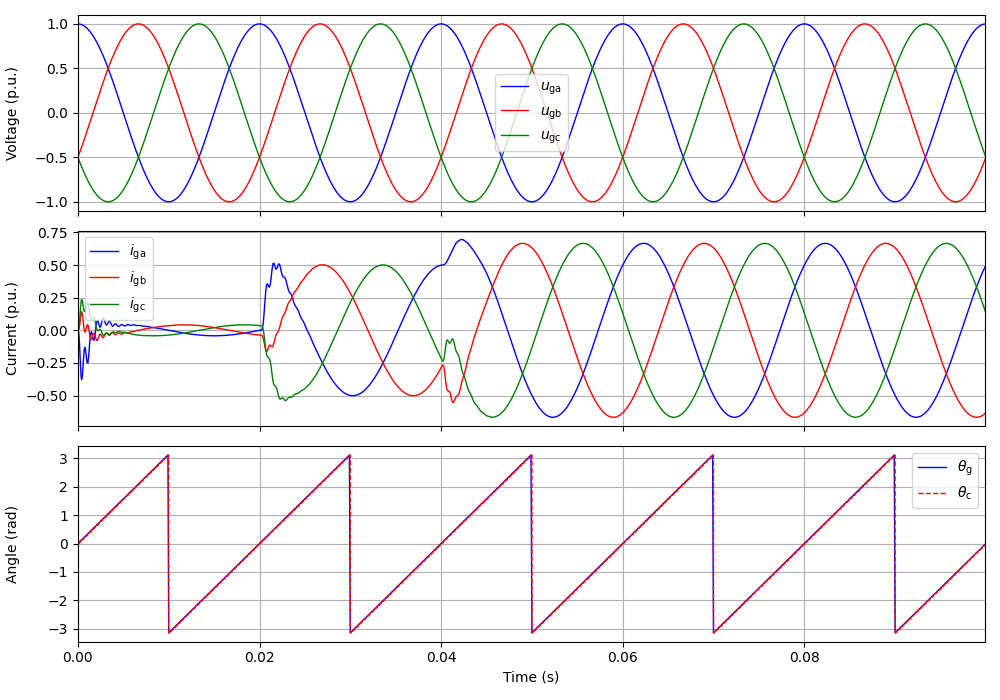 Voltage (p.u.)
1.0
0.5
0.0
−0.5
−1.0
u_ga
u_gb
u_gc
Current (p.u.)
0.75
0.50
0.25
0.00
−0.25
−0.50
i_ga
i_gb
i_gc
Angle (rad)
3
2
1
0
−1
−2
−3
θ_g
θ_c
0.00 0.02 0.04 0.06 0.08
Time (s)